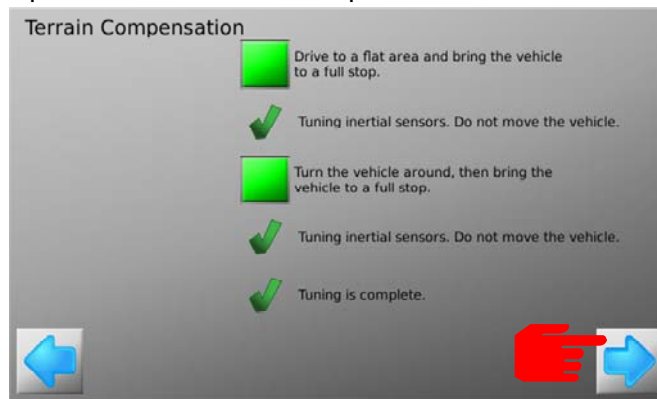 Terrain Compensation
Drive to a flat area and bring the vehicle
to a full stop.
Tuning inertial sensors. Do not move the vehicle.
Turn the vehicle around, then bring the
vehicle to a full stop.
Tuning inertial sensors. Do not move the vehicle.
Tuning is complete.